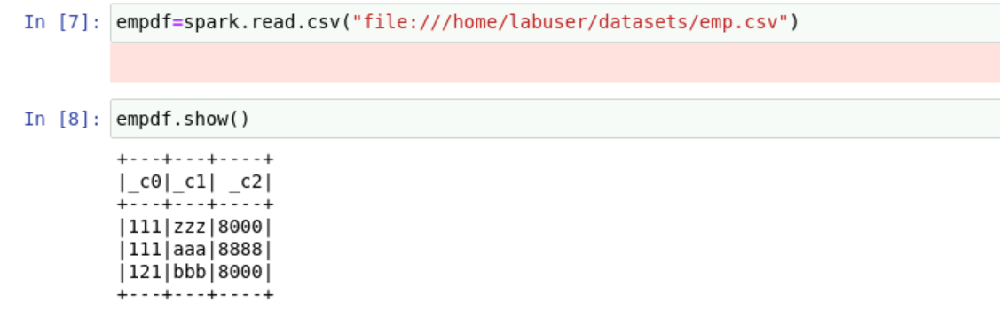 In [7]: empdf=spark.read.csv("file:///home/labuser/datasets/emp.csv")
In [8]: empdf.show()
+---+---+----+
|_c0|_c1| _c2|
+---+---+----+
|111|zzz|8000|
|111|aaa|8888|
|121|bbb|8000|
+---+---+----+